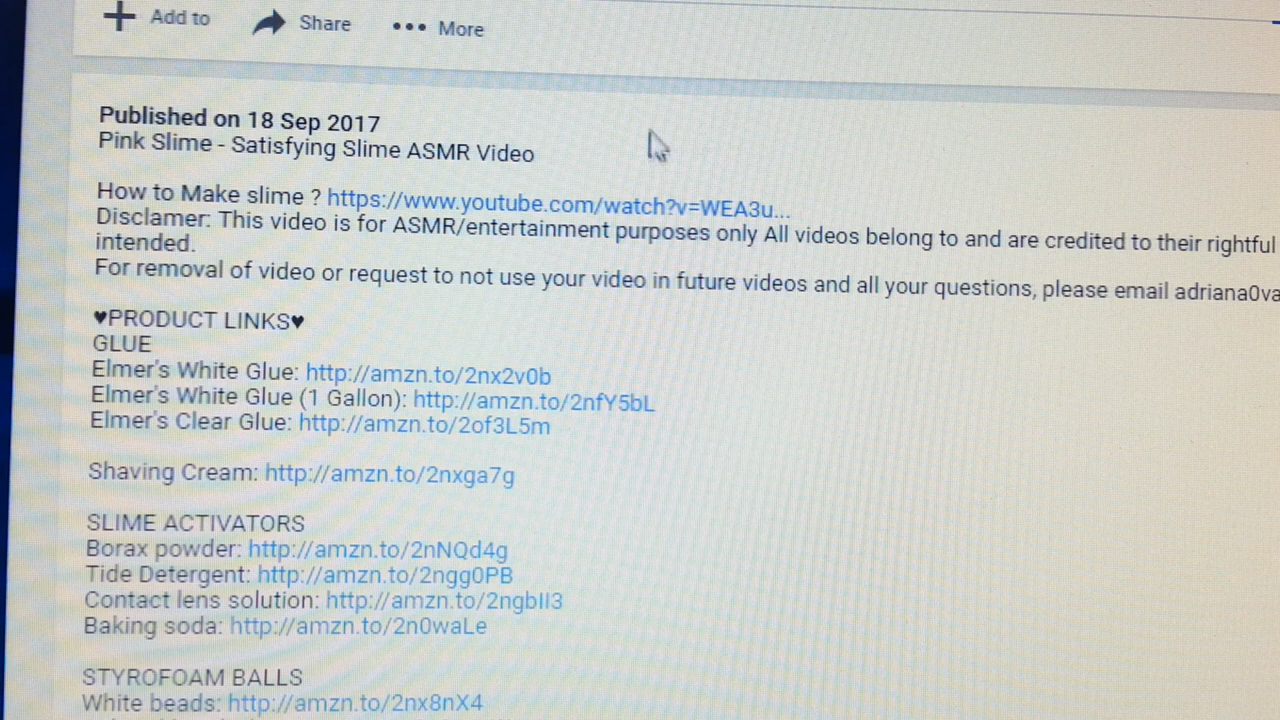 Add to
Share
More
Published on 18 Sep 2017
Pink Slime - Satisfying Slime ASMR Video
How to Make slime ? https://www.youtube.com/watch?v=WEA3u...
Disclamer: This video is for ASMR/entertainment purposes only All videos belong to and are credited to their rightful
intended.
For removal of video or request to not use your video in future videos and all your questions, please email adriana0va
♥PRODUCT LINKS♥
GLUE
Elmer's White Glue: http://amzn.to/2nx2v0b
Elmer's White Glue (1 Gallon): http://amzn.to/2nfY5bL
Elmer's Clear Glue: http://amzn.to/2of3L5m
Shaving Cream: http://amzn.to/2nxga7g
SLIME ACTIVATORS
Borax powder: http://amzn.to/2nNQd4g
Tide Detergent: http://amzn.to/2ngg0PB
Contact lens solution: http://amzn.to/2ngbII3
Baking soda: http://amzn.to/2n0waLe
STYROFOAM BALLS
White beads: http://amzn.to/2nx8nX4